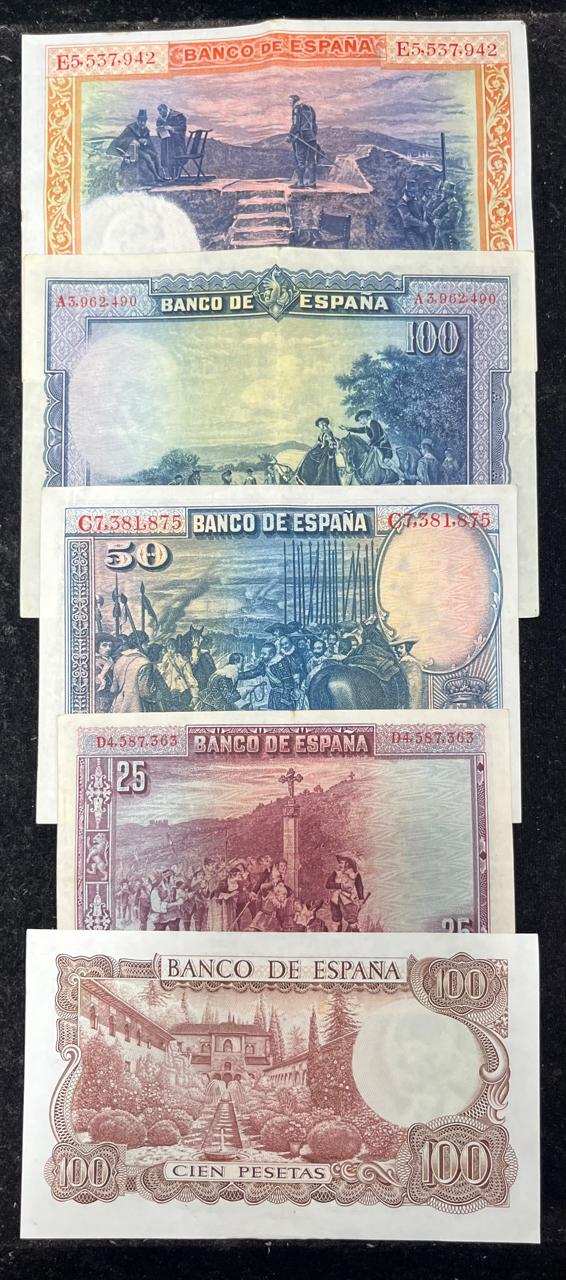 E5,537,942 BANCO DE ESPAÑA E5,537,942
A3,962,490 BANCO DE ESPAÑA A3,962,490
100
C7,381,875 BANCO DE ESPAÑA C7,381,875
50
D4,587,363 BANCO DE ESPAÑA D4,587,363
25
25
BANCO DE ESPAÑA 100
100 CIEN PESETAS 100